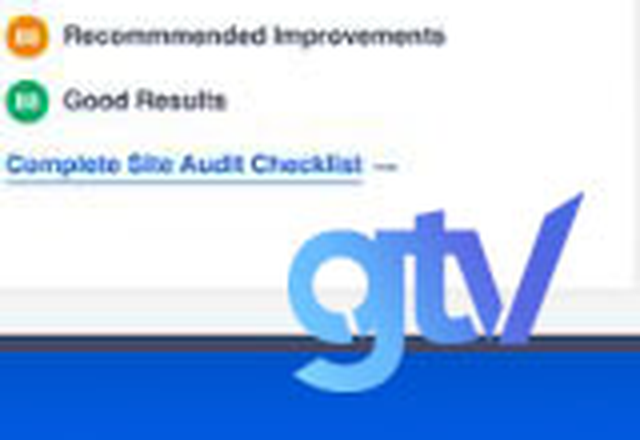 Recommmended Improvements
Good Results
Complete Site Audit Checklist →
gtv